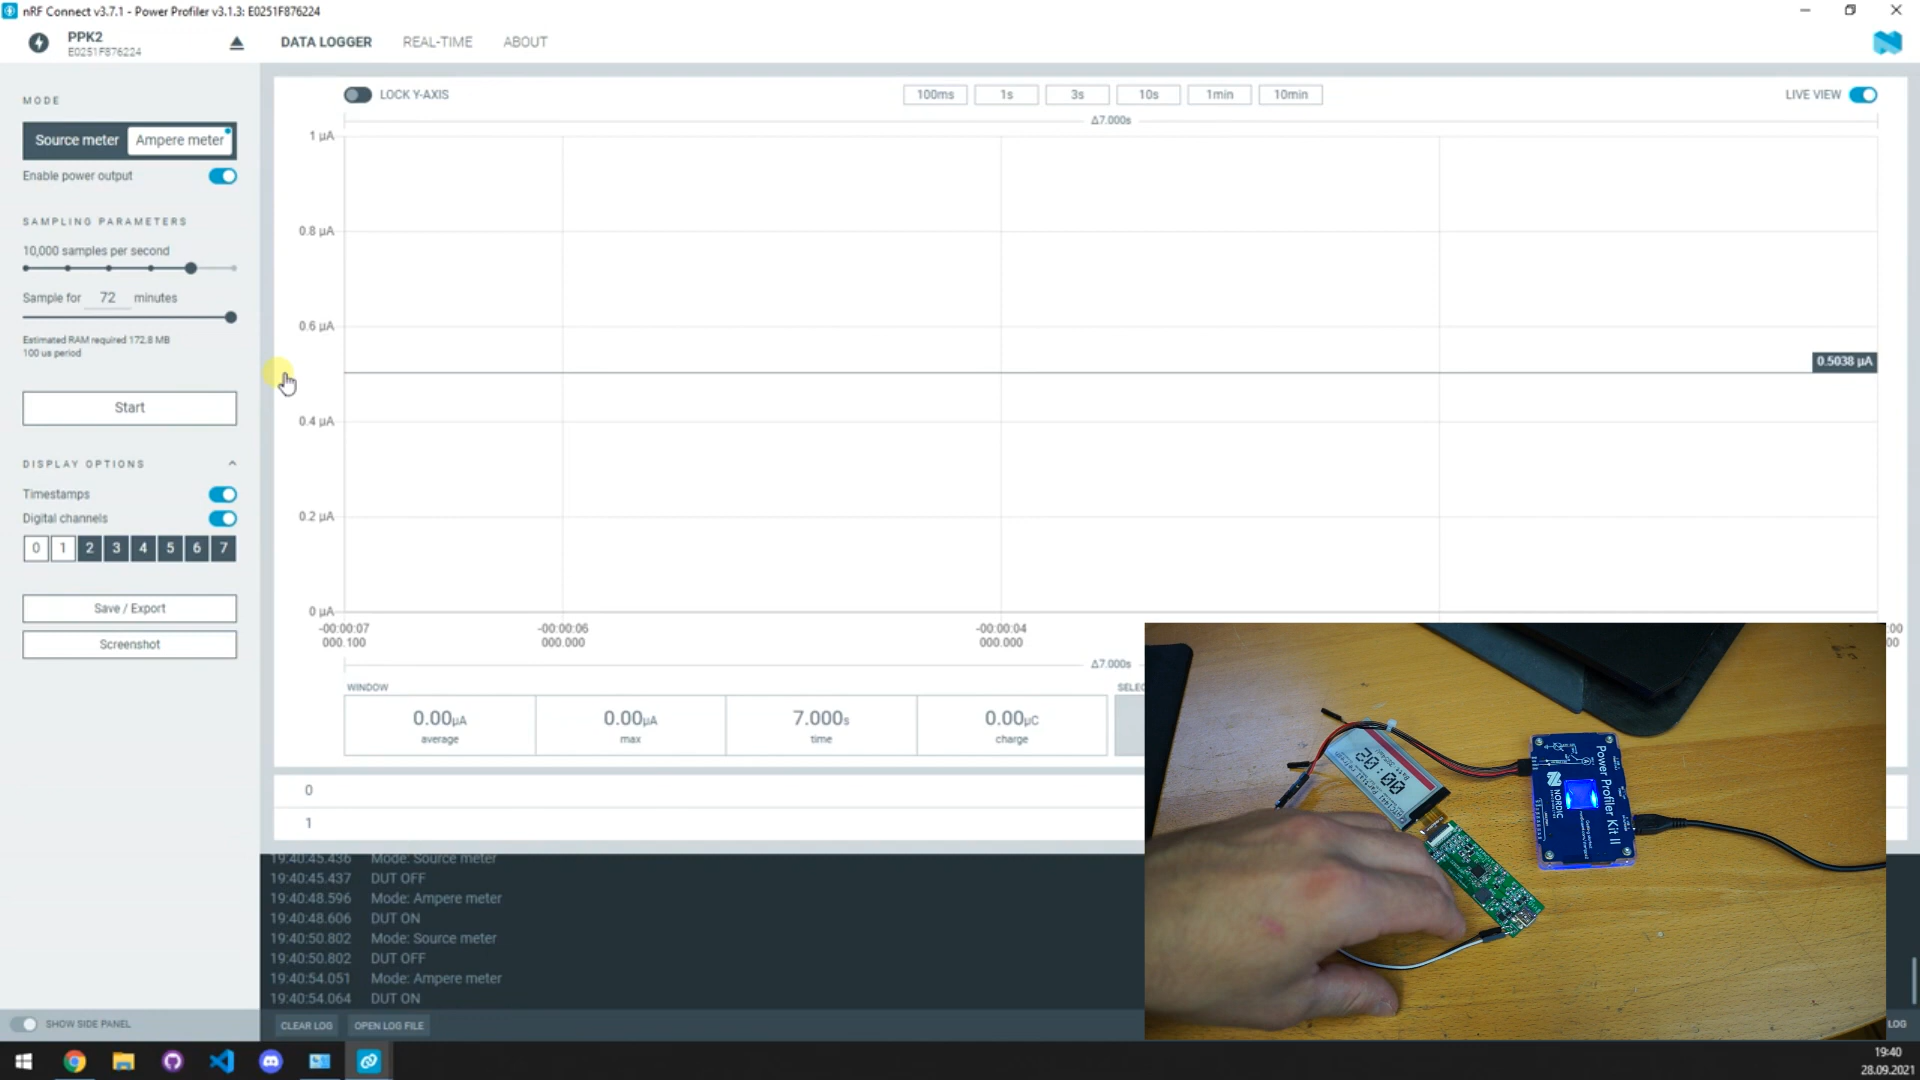 nRF Connect v3.7.1 - Power Profiler v3.1.3: E0251F876224
PPK2
E0251F876224
DATA LOGGER
REAL-TIME
ABOUT
MODE
Source meter
Ampere meter
Enable power output
SAMPLING PARAMETERS
10,000 samples per second
Sample for 72 minutes
Estimated RAM required 172.8 MB
100 us period
Start
DISPLAY OPTIONS
Timestamps
Digital channels
0 1 2 3 4 5 6 7
Save / Export
Screenshot
SHOW SIDE PANEL
LOCK Y-AXIS
100ms
1s
3s
10s
1min
10min
LIVE VIEW
Δ7.000s
1 µA
0.8 µA
0.6 µA
0.5038 µA
0.4 µA
0.2 µA
0 µA
-00:00:07
000.100
-00:00:06
000.000
-00:00:04
000.000
:00
00
Δ7.000s
WINDOW
SELEC
0.00µA
average
0.00µA
max
7.000s
time
0.00µC
charge
0
1
19:40:45.436 Mode: Source meter
19:40:45.437 DUT OFF
19:40:48.596 Mode: Ampere meter
19:40:48.606 DUT ON
19:40:50.802 Mode: Source meter
19:40:50.802 DUT OFF
19:40:54.051 Mode: Ampere meter
19:40:54.064 DUT ON
CLEAR LOG
OPEN LOG FILE
LOG
00:02
Power Profiler Kit II
NORDIC
19:40
28.09.2021